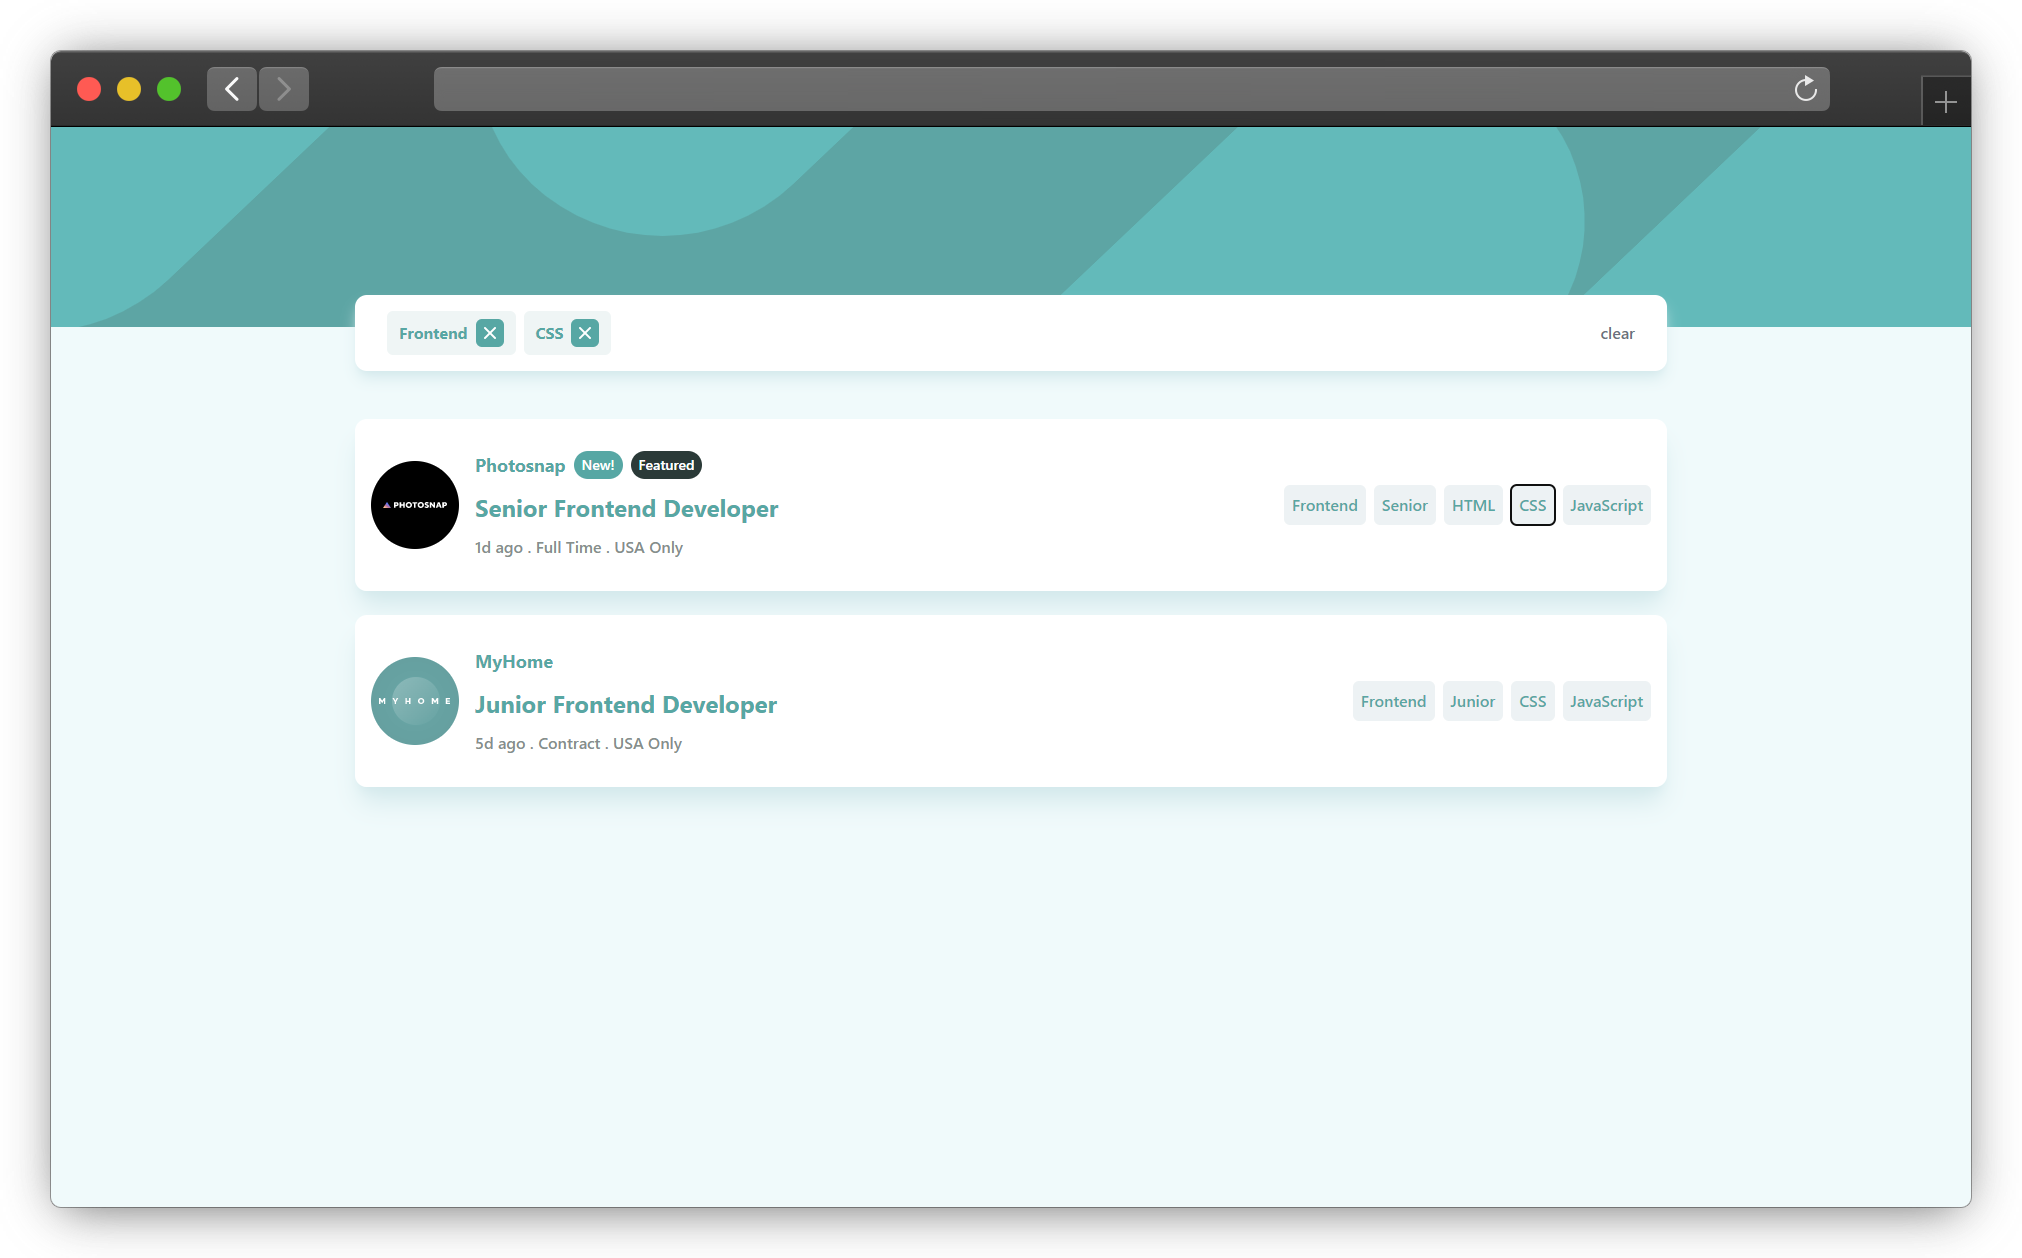 Frontend CSS clear
Photosnap New! Featured
PHOTOSNAP
Senior Frontend Developer
1d ago . Full Time . USA Only
Frontend Senior HTML CSS JavaScript
MyHome
MYHOME
Junior Frontend Developer
5d ago . Contract . USA Only
Frontend Junior CSS JavaScript